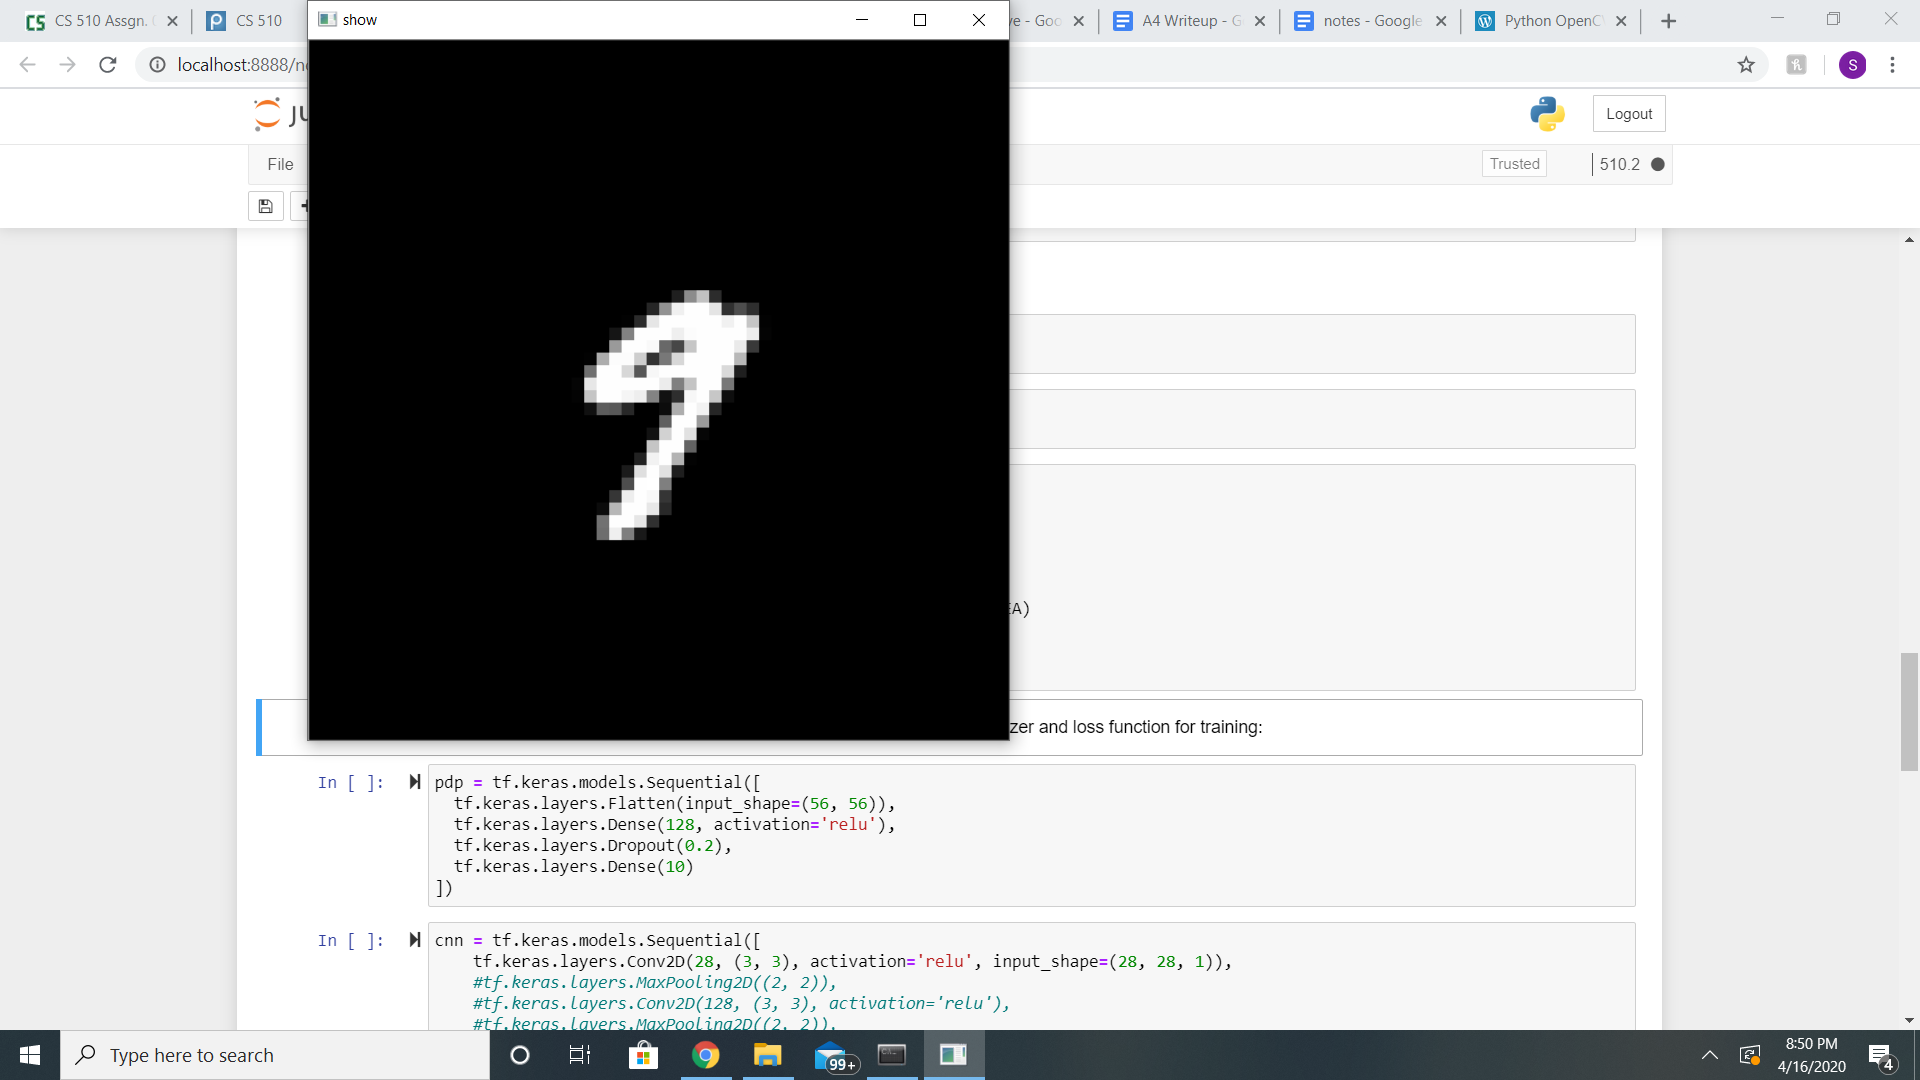 CS 510 Assgn.
CS 510
show
ve - Goo
A4 Writeup - G
notes - Google
Python OpenC
localhost:8888/n
S
Logout
File
Trusted
510.2
9
EA)
zer and loss function for training:
In [ ]:
pdp = tf.keras.models.Sequential([
tf.keras.layers.Flatten(input_shape=(56, 56)),
tf.keras.layers.Dense(128, activation='relu'),
tf.keras.layers.Dropout(0.2),
tf.keras.layers.Dense(10)
])
In [ ]:
cnn = tf.keras.models.Sequential([
tf.keras.layers.Conv2D(28, (3, 3), activation='relu', input_shape=(28, 28, 1)),
#tf.keras.layers.MaxPooling2D((2, 2)),
#tf.keras.layers.Conv2D(128, (3, 3), activation='relu'),
#tf.keras.layers.MaxPooling2D((2, 2)),
Type here to search
99+
8:50 PM
4/16/2020
4